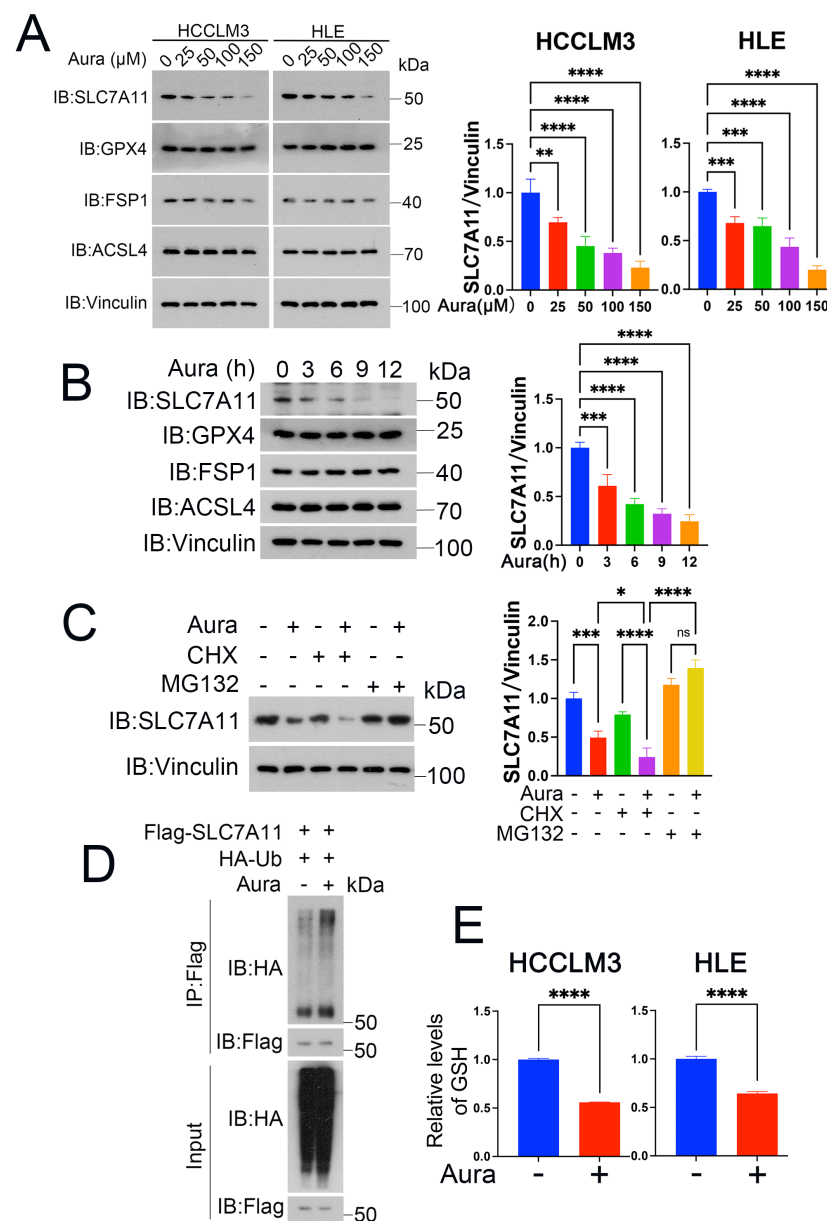 A
HCCLM3 HLE
Aura (μM) 0 25 50 100 150 0 25 50 100 150 kDa
IB:SLC7A11 50
IB:GPX4 25
IB:FSP1 40
IB:ACSL4 70
IB:Vinculin 100
HCCLM3
SLC7A11/Vinculin
1.5
1.0
0.5
0.0
**
****
****
****
Aura(μM) 0 25 50 100 150
HLE
1.5
1.0
0.5
0.0
***
***
****
****
0 25 50 100 150
B
Aura (h) 0 3 6 9 12 kDa
IB:SLC7A11 50
IB:GPX4 25
IB:FSP1 40
IB:ACSL4 70
IB:Vinculin 100
SLC7A11/Vinculin
1.5
1.0
0.5
0.0
***
****
****
****
Aura(h) 0 3 6 9 12
C
Aura - + - + - +
CHX - - + + - -
MG132 - - - - + + kDa
IB:SLC7A11 50
IB:Vinculin 100
SLC7A11/Vinculin
2.0
1.5
1.0
0.5
0.0
* ****
*** **** ns
Aura - + - + - +
CHX - - + + - -
MG132 - - - - + +
D
Flag-SLC7A11 + +
HA-Ub + +
Aura - + kDa
IP:Flag
IB:HA
50
IB:Flag 50
Input
IB:HA
IB:Flag 50
E
HCCLM3 HLE
Relative levels
of GSH
1.5
1.0
0.5
0.0
****
1.5
1.0
0.5
0.0
****
Aura - + - +